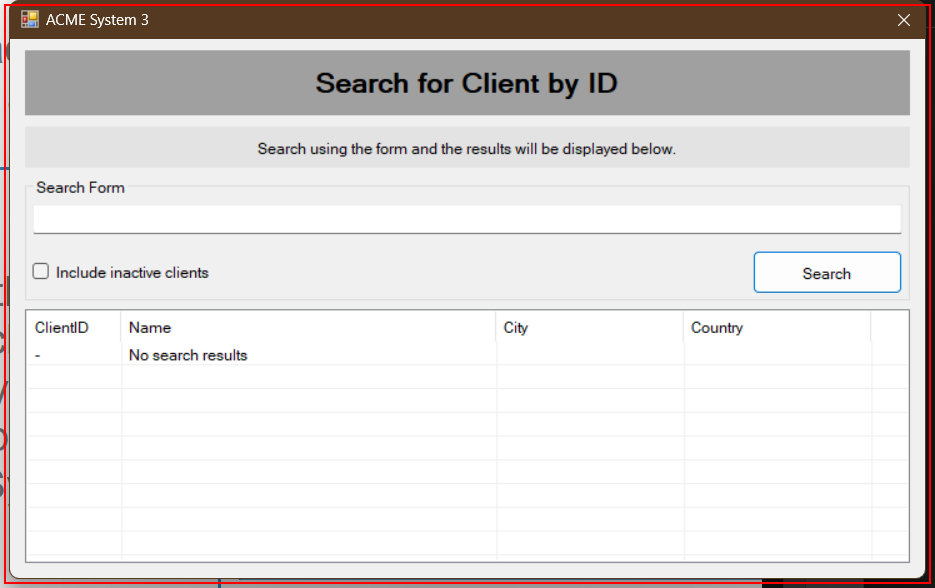 ACME System 3
Search for Client by ID
Search using the form and the results will be displayed below.
Search Form
Include inactive clients
Search
ClientID Name City Country
- No search results